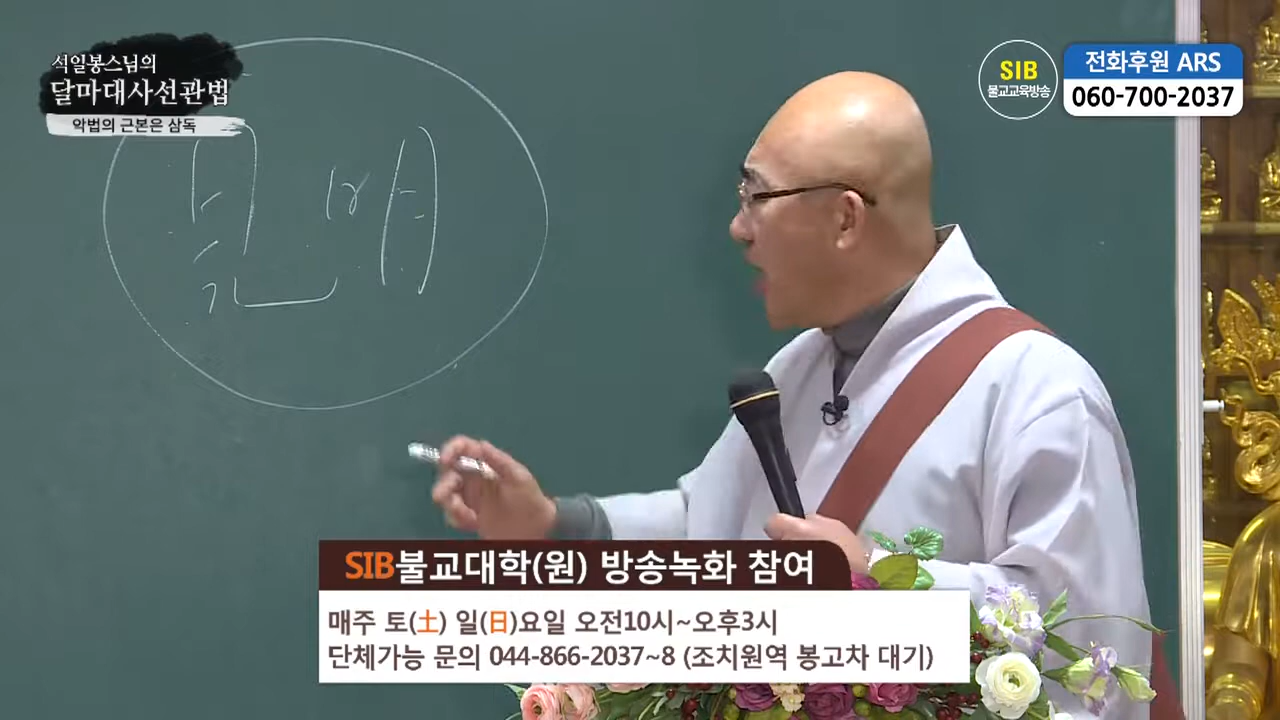 석일봉스님의
달마대사선관법
악법의 근본은 삼독
SIB
불교교육방송
전화후원 ARS
060-700-2037
SIB불교대학(원) 방송녹화 참여
매주 토(土) 일(日)요일 오전10시~오후3시
단체가능 문의 044-866-2037~8 (조치원역 봉고차 대기)